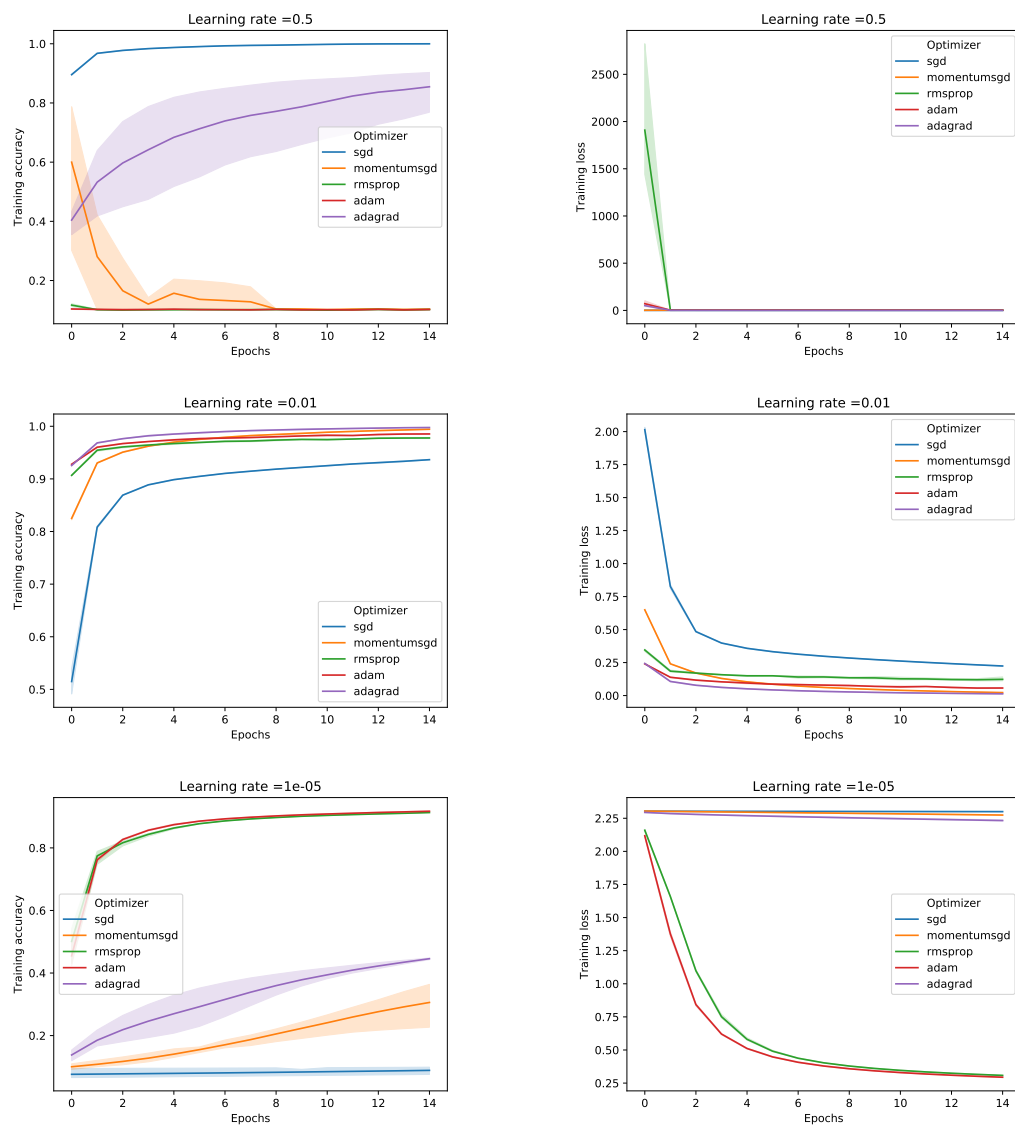 Learning rate =0.5
Training accuracy
1.0
0.8
0.6
0.4
0.2
Optimizer
sgd
momentumsgd
rmsprop
adam
adagrad
0 2 4 6 8 10 12 14
Epochs
Learning rate =0.5
Training loss
2500
2000
1500
1000
500
0
Optimizer
sgd
momentumsgd
rmsprop
adam
adagrad
0 2 4 6 8 10 12 14
Epochs
Learning rate =0.01
Training accuracy
1.0
0.9
0.8
0.7
0.6
0.5
Optimizer
sgd
momentumsgd
rmsprop
adam
adagrad
0 2 4 6 8 10 12 14
Epochs
Learning rate =0.01
Training loss
2.00
1.75
1.50
1.25
1.00
0.75
0.50
0.25
0.00
Optimizer
sgd
momentumsgd
rmsprop
adam
adagrad
0 2 4 6 8 10 12 14
Epochs
Learning rate =1e-05
Training accuracy
0.8
0.6
0.4
0.2
Optimizer
sgd
momentumsgd
rmsprop
adam
adagrad
0 2 4 6 8 10 12 14
Epochs
Learning rate =1e-05
Training loss
2.25
2.00
1.75
1.50
1.25
1.00
0.75
0.50
0.25
Optimizer
sgd
momentumsgd
rmsprop
adam
adagrad
0 2 4 6 8 10 12 14
Epochs